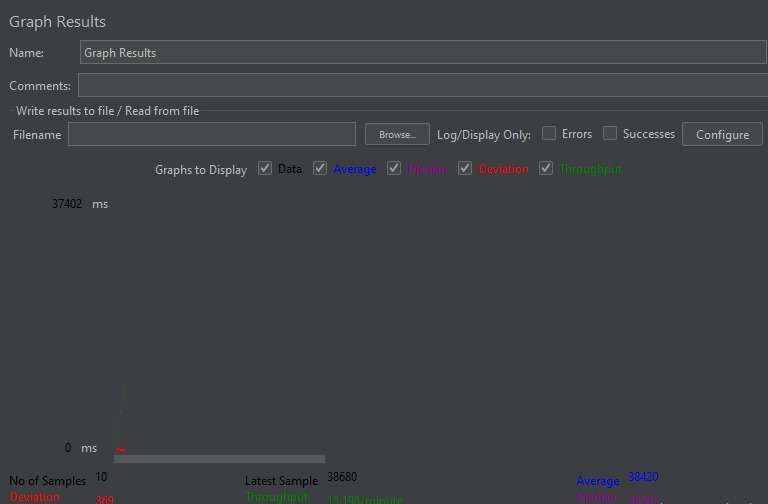 Graph Results
Name: Graph Results
Comments:
Write results to file / Read from file
Filename Browse... Log/Display Only: Errors Successes Configure
Graphs to Display Data Average Median Deviation Throughput
37402 ms
0 ms
No of Samples 10 Latest Sample 38680 Average 38420
Deviation 369 Throughput 15.198/minute Median